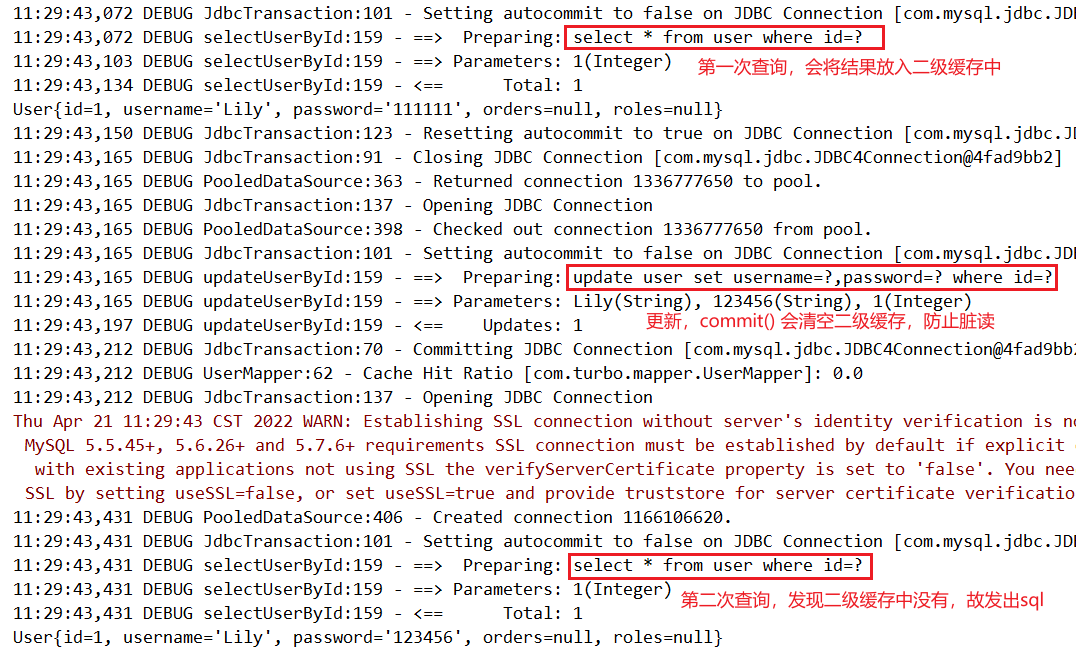 11:29:43,072 DEBUG JdbcTransaction:101 - Setting autocommit to false on JDBC Connection [com.mysql.jdbc.JD
11:29:43,072 DEBUG selectUserById:159 - ==>  Preparing: select * from user where id=?
11:29:43,103 DEBUG selectUserById:159 - ==> Parameters: 1(Integer)
第一次查询，会将结果放入二级缓存中
11:29:43,134 DEBUG selectUserById:159 - <==      Total: 1
User{id=1, username='Lily', password='111111', orders=null, roles=null}
11:29:43,150 DEBUG JdbcTransaction:123 - Resetting autocommit to true on JDBC Connection [com.mysql.jdbc.J
11:29:43,165 DEBUG JdbcTransaction:91 - Closing JDBC Connection [com.mysql.jdbc.JDBC4Connection@4fad9bb2]
11:29:43,165 DEBUG PooledDataSource:363 - Returned connection 1336777650 to pool.
11:29:43,165 DEBUG JdbcTransaction:137 - Opening JDBC Connection
11:29:43,165 DEBUG PooledDataSource:398 - Checked out connection 1336777650 from pool.
11:29:43,165 DEBUG JdbcTransaction:101 - Setting autocommit to false on JDBC Connection [com.mysql.jdbc.JD
11:29:43,165 DEBUG updateUserById:159 - ==>  Preparing: update user set username=?,password=? where id=?
11:29:43,165 DEBUG updateUserById:159 - ==> Parameters: Lily(String), 123456(String), 1(Integer)
更新，commit() 会清空二级缓存，防止脏读
11:29:43,197 DEBUG updateUserById:159 - <==    Updates: 1
11:29:43,212 DEBUG JdbcTransaction:70 - Committing JDBC Connection [com.mysql.jdbc.JDBC4Connection@4fad9bb
11:29:43,212 DEBUG UserMapper:62 - Cache Hit Ratio [com.turbo.mapper.UserMapper]: 0.0
11:29:43,212 DEBUG JdbcTransaction:137 - Opening JDBC Connection
Thu Apr 21 11:29:43 CST 2022 WARN: Establishing SSL connection without server's identity verification is no
MySQL 5.5.45+, 5.6.26+ and 5.7.6+ requirements SSL connection must be established by default if explicit
with existing applications not using SSL the verifyServerCertificate property is set to 'false'. You nee
SSL by setting useSSL=false, or set useSSL=true and provide truststore for server certificate verificatio
11:29:43,431 DEBUG PooledDataSource:406 - Created connection 1166106620.
11:29:43,431 DEBUG JdbcTransaction:101 - Setting autocommit to false on JDBC Connection [com.mysql.jdbc.JD
11:29:43,431 DEBUG selectUserById:159 - ==>  Preparing: select * from user where id=?
11:29:43,431 DEBUG selectUserById:159 - ==> Parameters: 1(Integer)
第二次查询，发现二级缓存中没有，故发出sql
11:29:43,431 DEBUG selectUserById:159 - <==      Total: 1
User{id=1, username='Lily', password='123456', orders=null, roles=null}